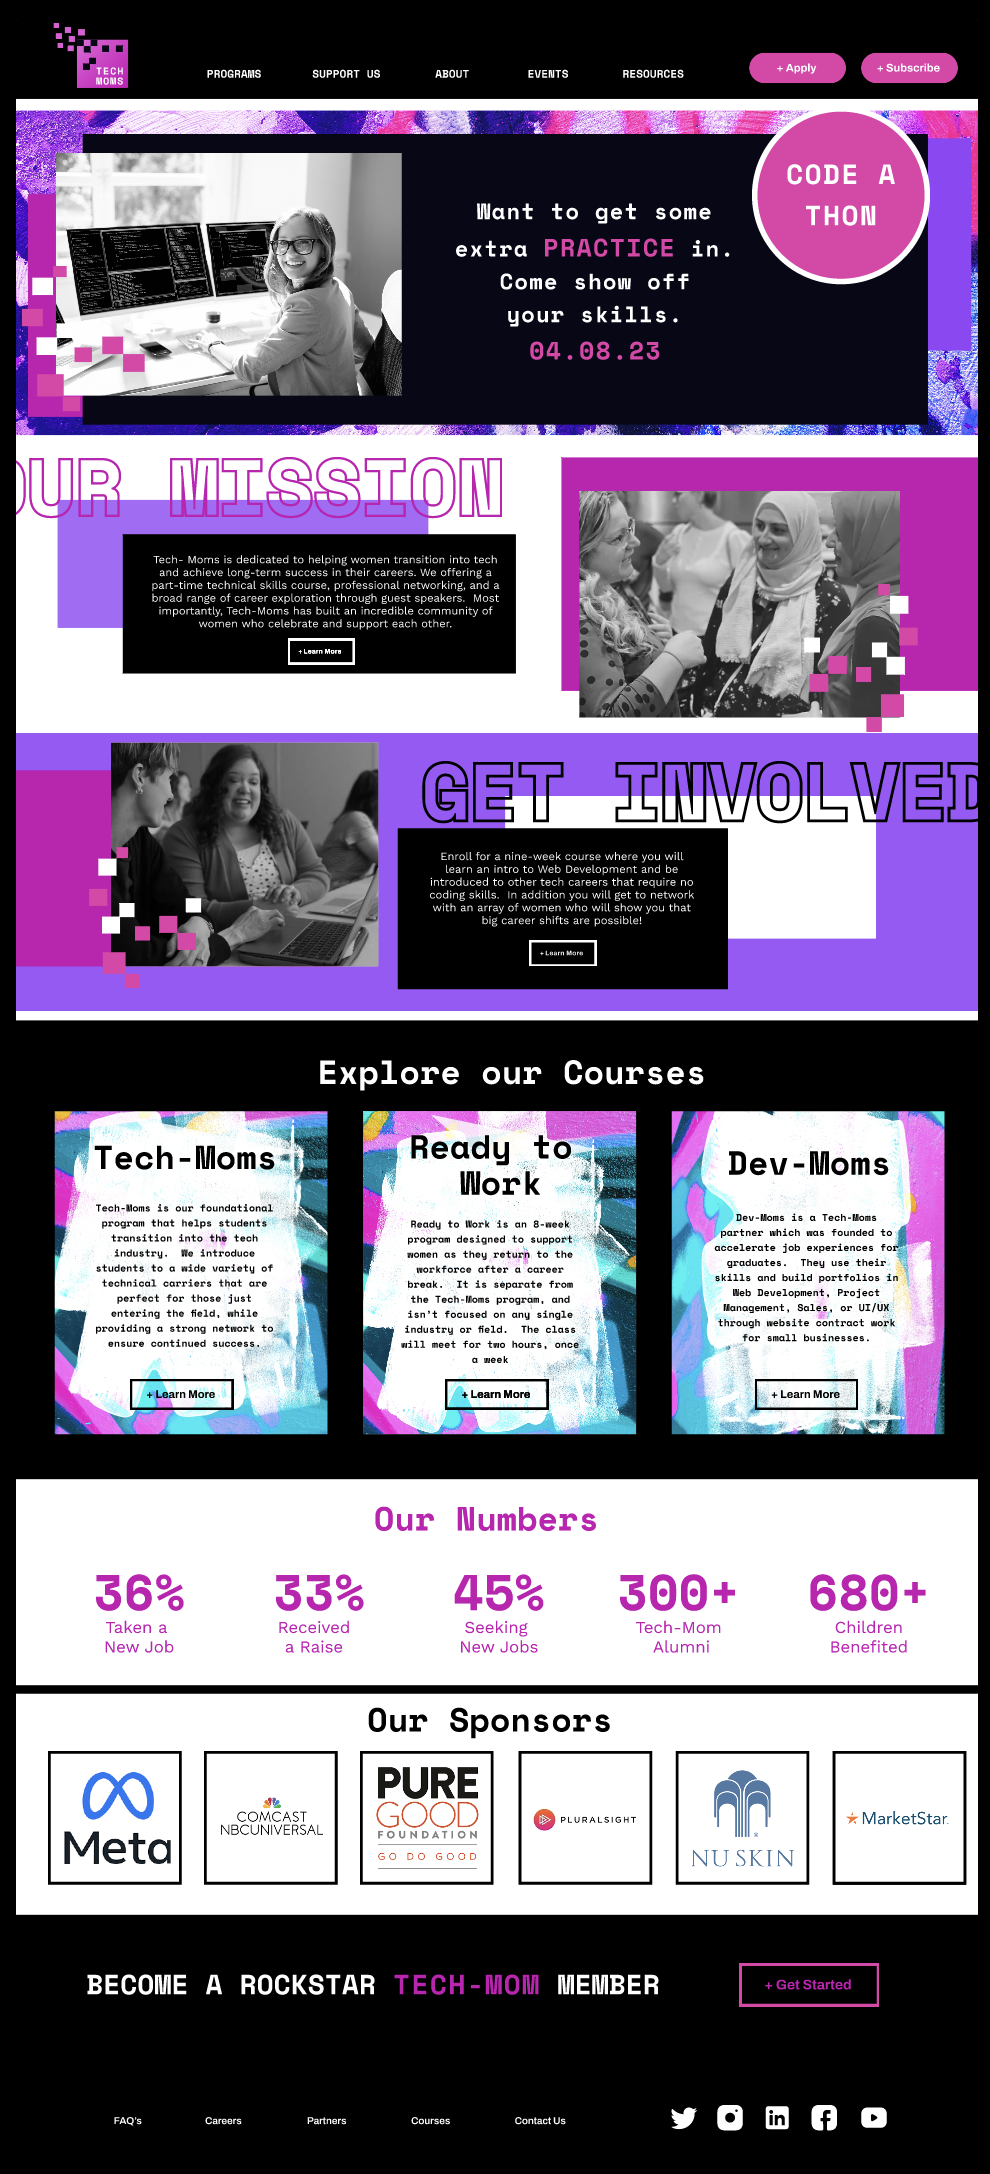 TECH
MOMS
PROGRAMS
SUPPORT US
ABOUT
EVENTS
RESOURCES
+ Apply
+ Subscribe
CODE A
THON
Want to get some
extra PRACTICE in.
Come show off
your skills.
04.08.23
OUR MISSION
Tech- Moms is dedicated to helping women transition into tech
and achieve long-term success in their careers. We offering a
part-time technical skills course, professional networking, and a
broad range of career exploration through guest speakers.  Most
importantly, Tech-Moms has built an incredible community of
women who celebrate and support each other.
+ Learn More
GET INVOLVED
Enroll for a nine-week course where you will
learn an intro to Web Development and be
introduced to other tech careers that require no
coding skills.  In addition you will get to network
with an array of women who will show you that
big career shifts are possible!
+ Learn More
Explore our Courses
Tech-Moms
Tech-Moms is our foundational
program that helps students
transition into the tech
industry.  We introduce
students to a wide variety of
technical carriers that are
perfect for those just
entering the field, while
providing a strong network to
ensure continued success.
+ Learn More
Ready to
Work
Ready to Work is an 8-week
program designed to support
women as they return to the
workforce after a career
break.  It is separate from
the Tech-Moms program, and
isn't focused on any single
industry or field.  The class
will meet for two hours, once
a week
+ Learn More
Dev-Moms
Dev-Moms is a Tech-Moms
partner which was founded to
accelerate job experiences for
graduates.  They use their
skills and build portfolios in
Web Development, Project
Management, Sales, or UI/UX
through website contract work
for small businesses.
+ Learn More
Our Numbers
36%
Taken a
New Job
33%
Received
a Raise
45%
Seeking
New Jobs
300+
Tech-Mom
Alumni
680+
Children
Benefited
Our Sponsors
Meta
COMCAST
NBCUNIVERSAL
PURE
GOOD
FOUNDATION
GO DO GOOD
PLURALSIGHT
NU SKIN
®
MarketStar
BECOME A ROCKSTAR TECH-MOM MEMBER
+ Get Started
FAQ's
Careers
Partners
Courses
Contact Us